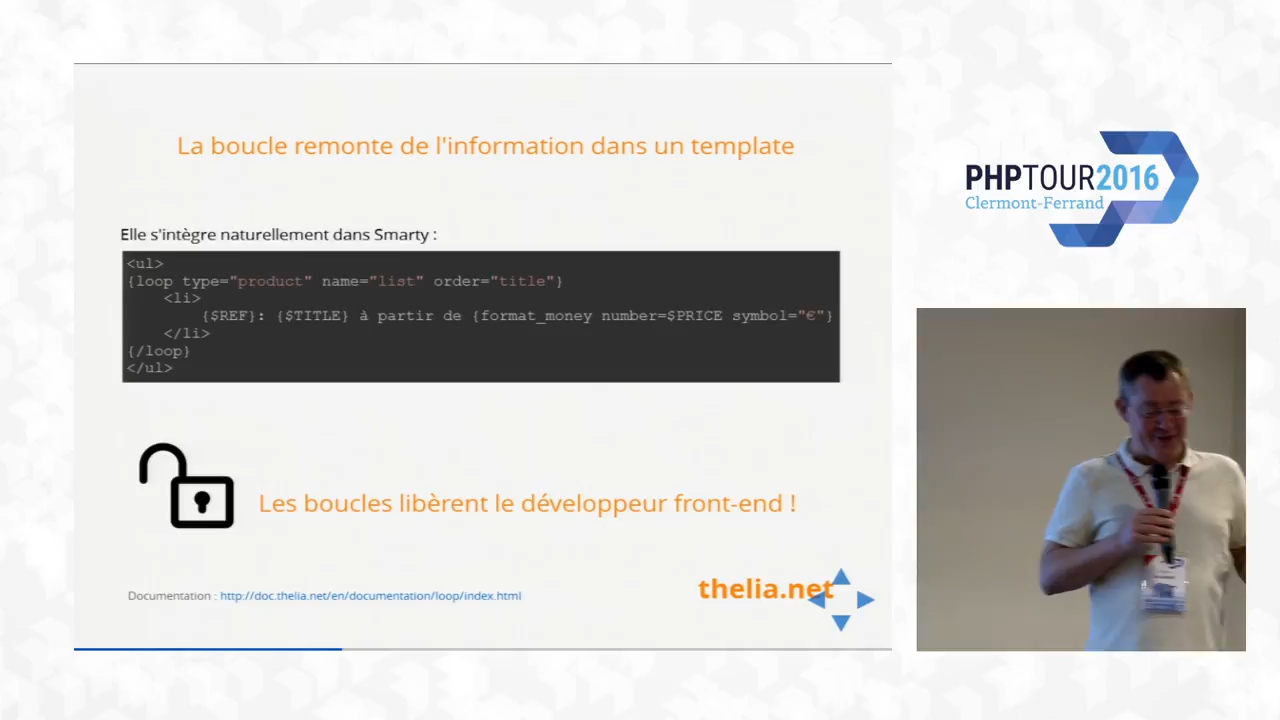 La boucle remonte de l'information dans un template
Elle s'intègre naturellement dans Smarty :
<ul>
{loop type="product" name="list" order="title"}
    <li>
        {$REF}: {$TITLE} à partir de {format_money number=$PRICE symbol="€"}
    </li>
{/loop}
</ul>
Les boucles libèrent le développeur front-end !
Documentation : http://doc.thelia.net/en/documentation/loop/index.html
thelia.net
PHPTOUR2016
Clermont-Ferrand